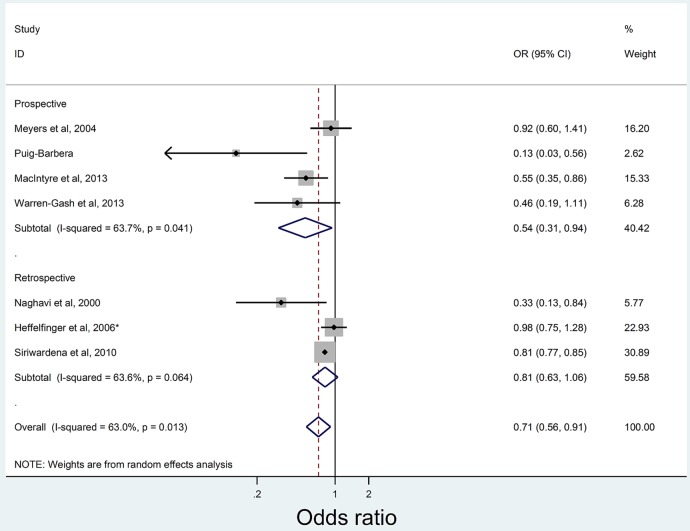 Study %
ID OR (95% CI) Weight
Prospective
Meyers et al, 2004 0.92 (0.60, 1.41) 16.20
Puig-Barbera 0.13 (0.03, 0.56) 2.62
MacIntyre et al, 2013 0.55 (0.35, 0.86) 15.33
Warren-Gash et al, 2013 0.46 (0.19, 1.11) 6.28
Subtotal (I-squared = 63.7%, p = 0.041) 0.54 (0.31, 0.94) 40.42
.
Retrospective
Naghavi et al, 2000 0.33 (0.13, 0.84) 5.77
Heffelfinger et al, 2006* 0.98 (0.75, 1.28) 22.93
Siriwardena et al, 2010 0.81 (0.77, 0.85) 30.89
Subtotal (I-squared = 63.6%, p = 0.064) 0.81 (0.63, 1.06) 59.58
.
Overall (I-squared = 63.0%, p = 0.013) 0.71 (0.56, 0.91) 100.00
NOTE: Weights are from random effects analysis
.2 1 2
Odds ratio